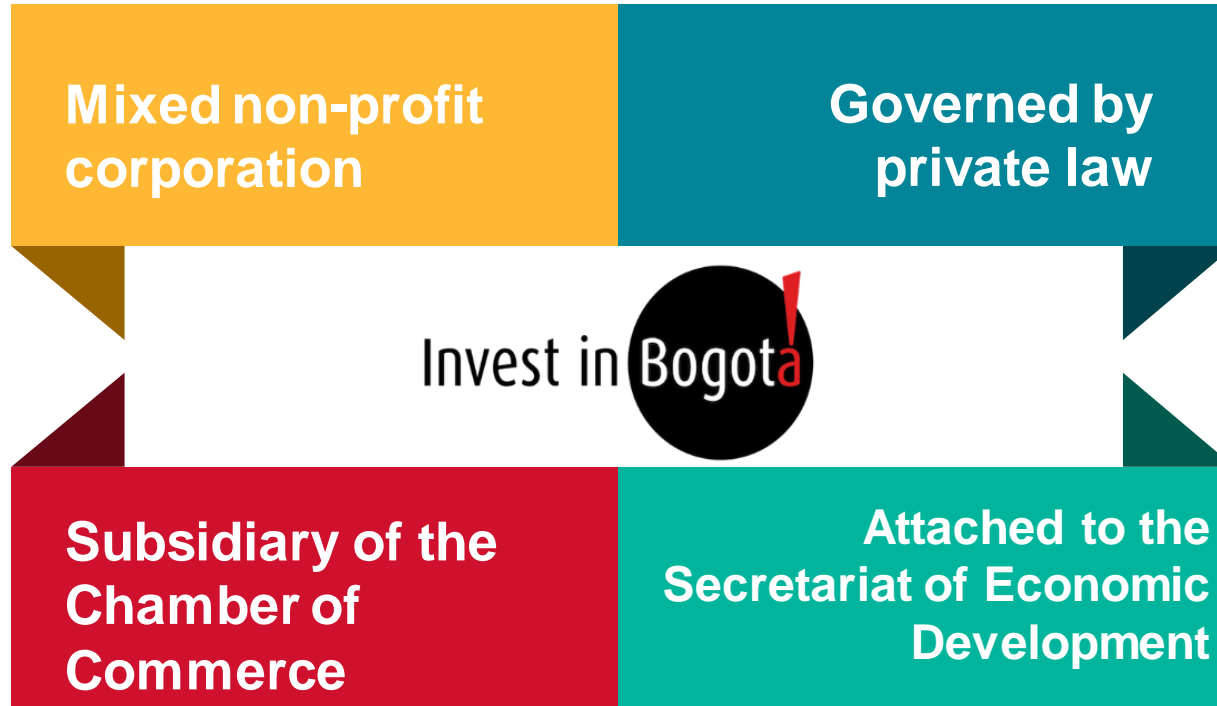 Mixed non-profit
corporation
Governed by
private law
Invest in Bogotá
Subsidiary of the
Chamber of
Commerce
Attached to the
Secretariat of Economic
Development